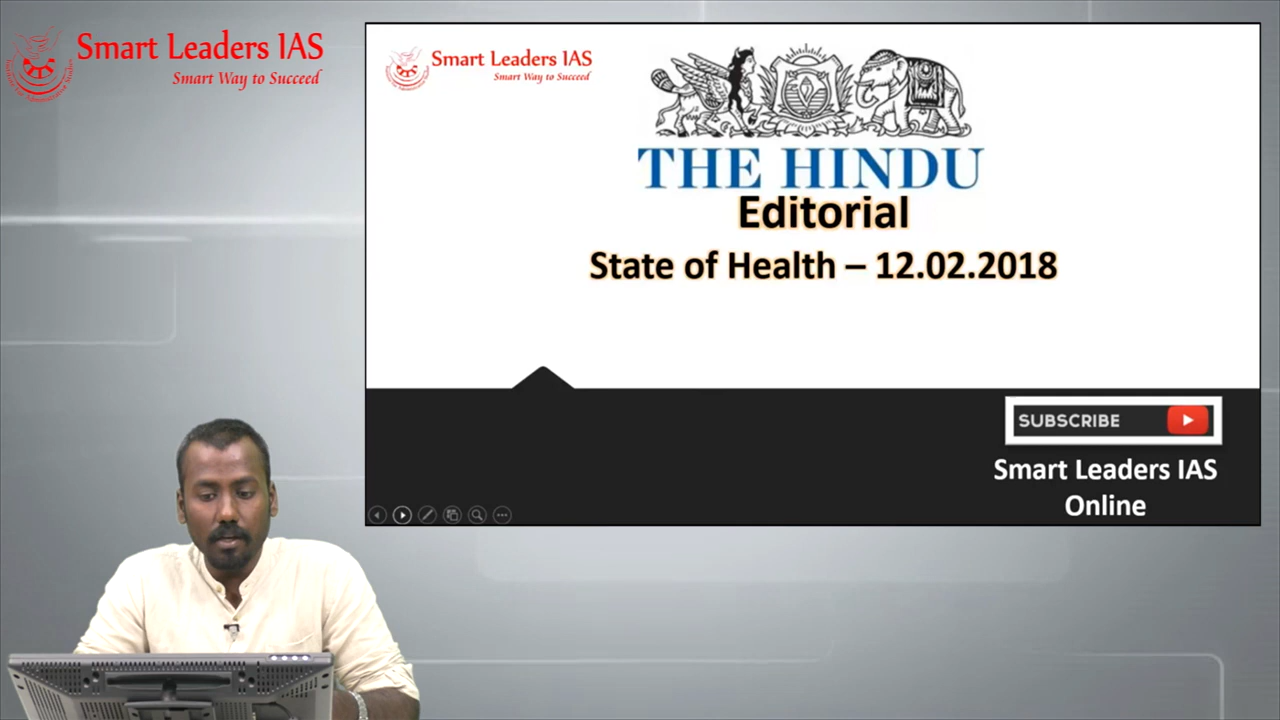 Smart Leaders IAS
Smart Way to Succeed
Smart Leaders IAS
Smart Way to Succeed
THE HINDU
Editorial
State of Health – 12.02.2018
SUBSCRIBE
Smart Leaders IAS
Online